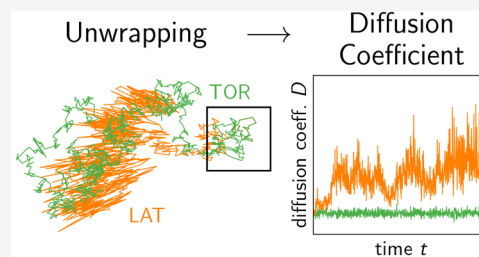 Unwrapping → Diffusion
Coefficient
TOR
LAT
diffusion coeff. D
time t